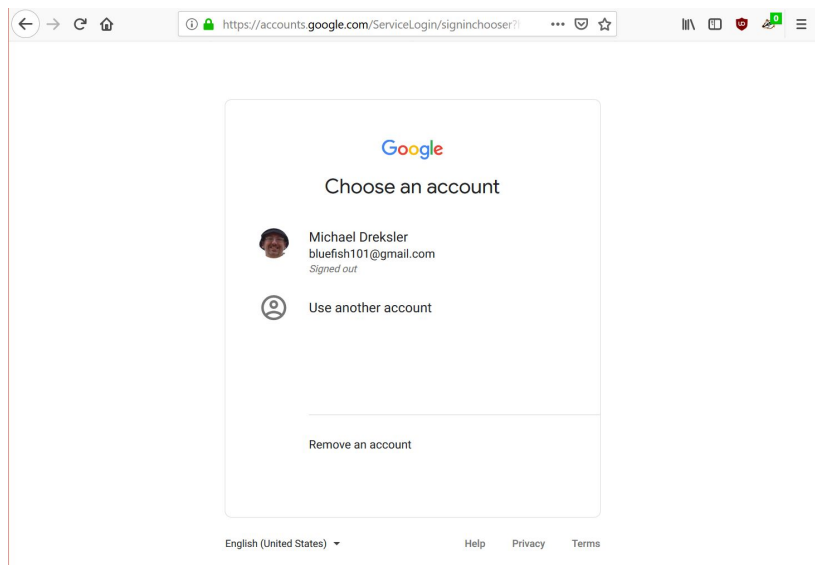 https://accounts.google.com/ServiceLogin/signinchooser?
0
Google
Choose an account
Michael Dreksler
bluefish101@gmail.com
Signed out
Use another account
Remove an account
English (United States)
Help Privacy Terms